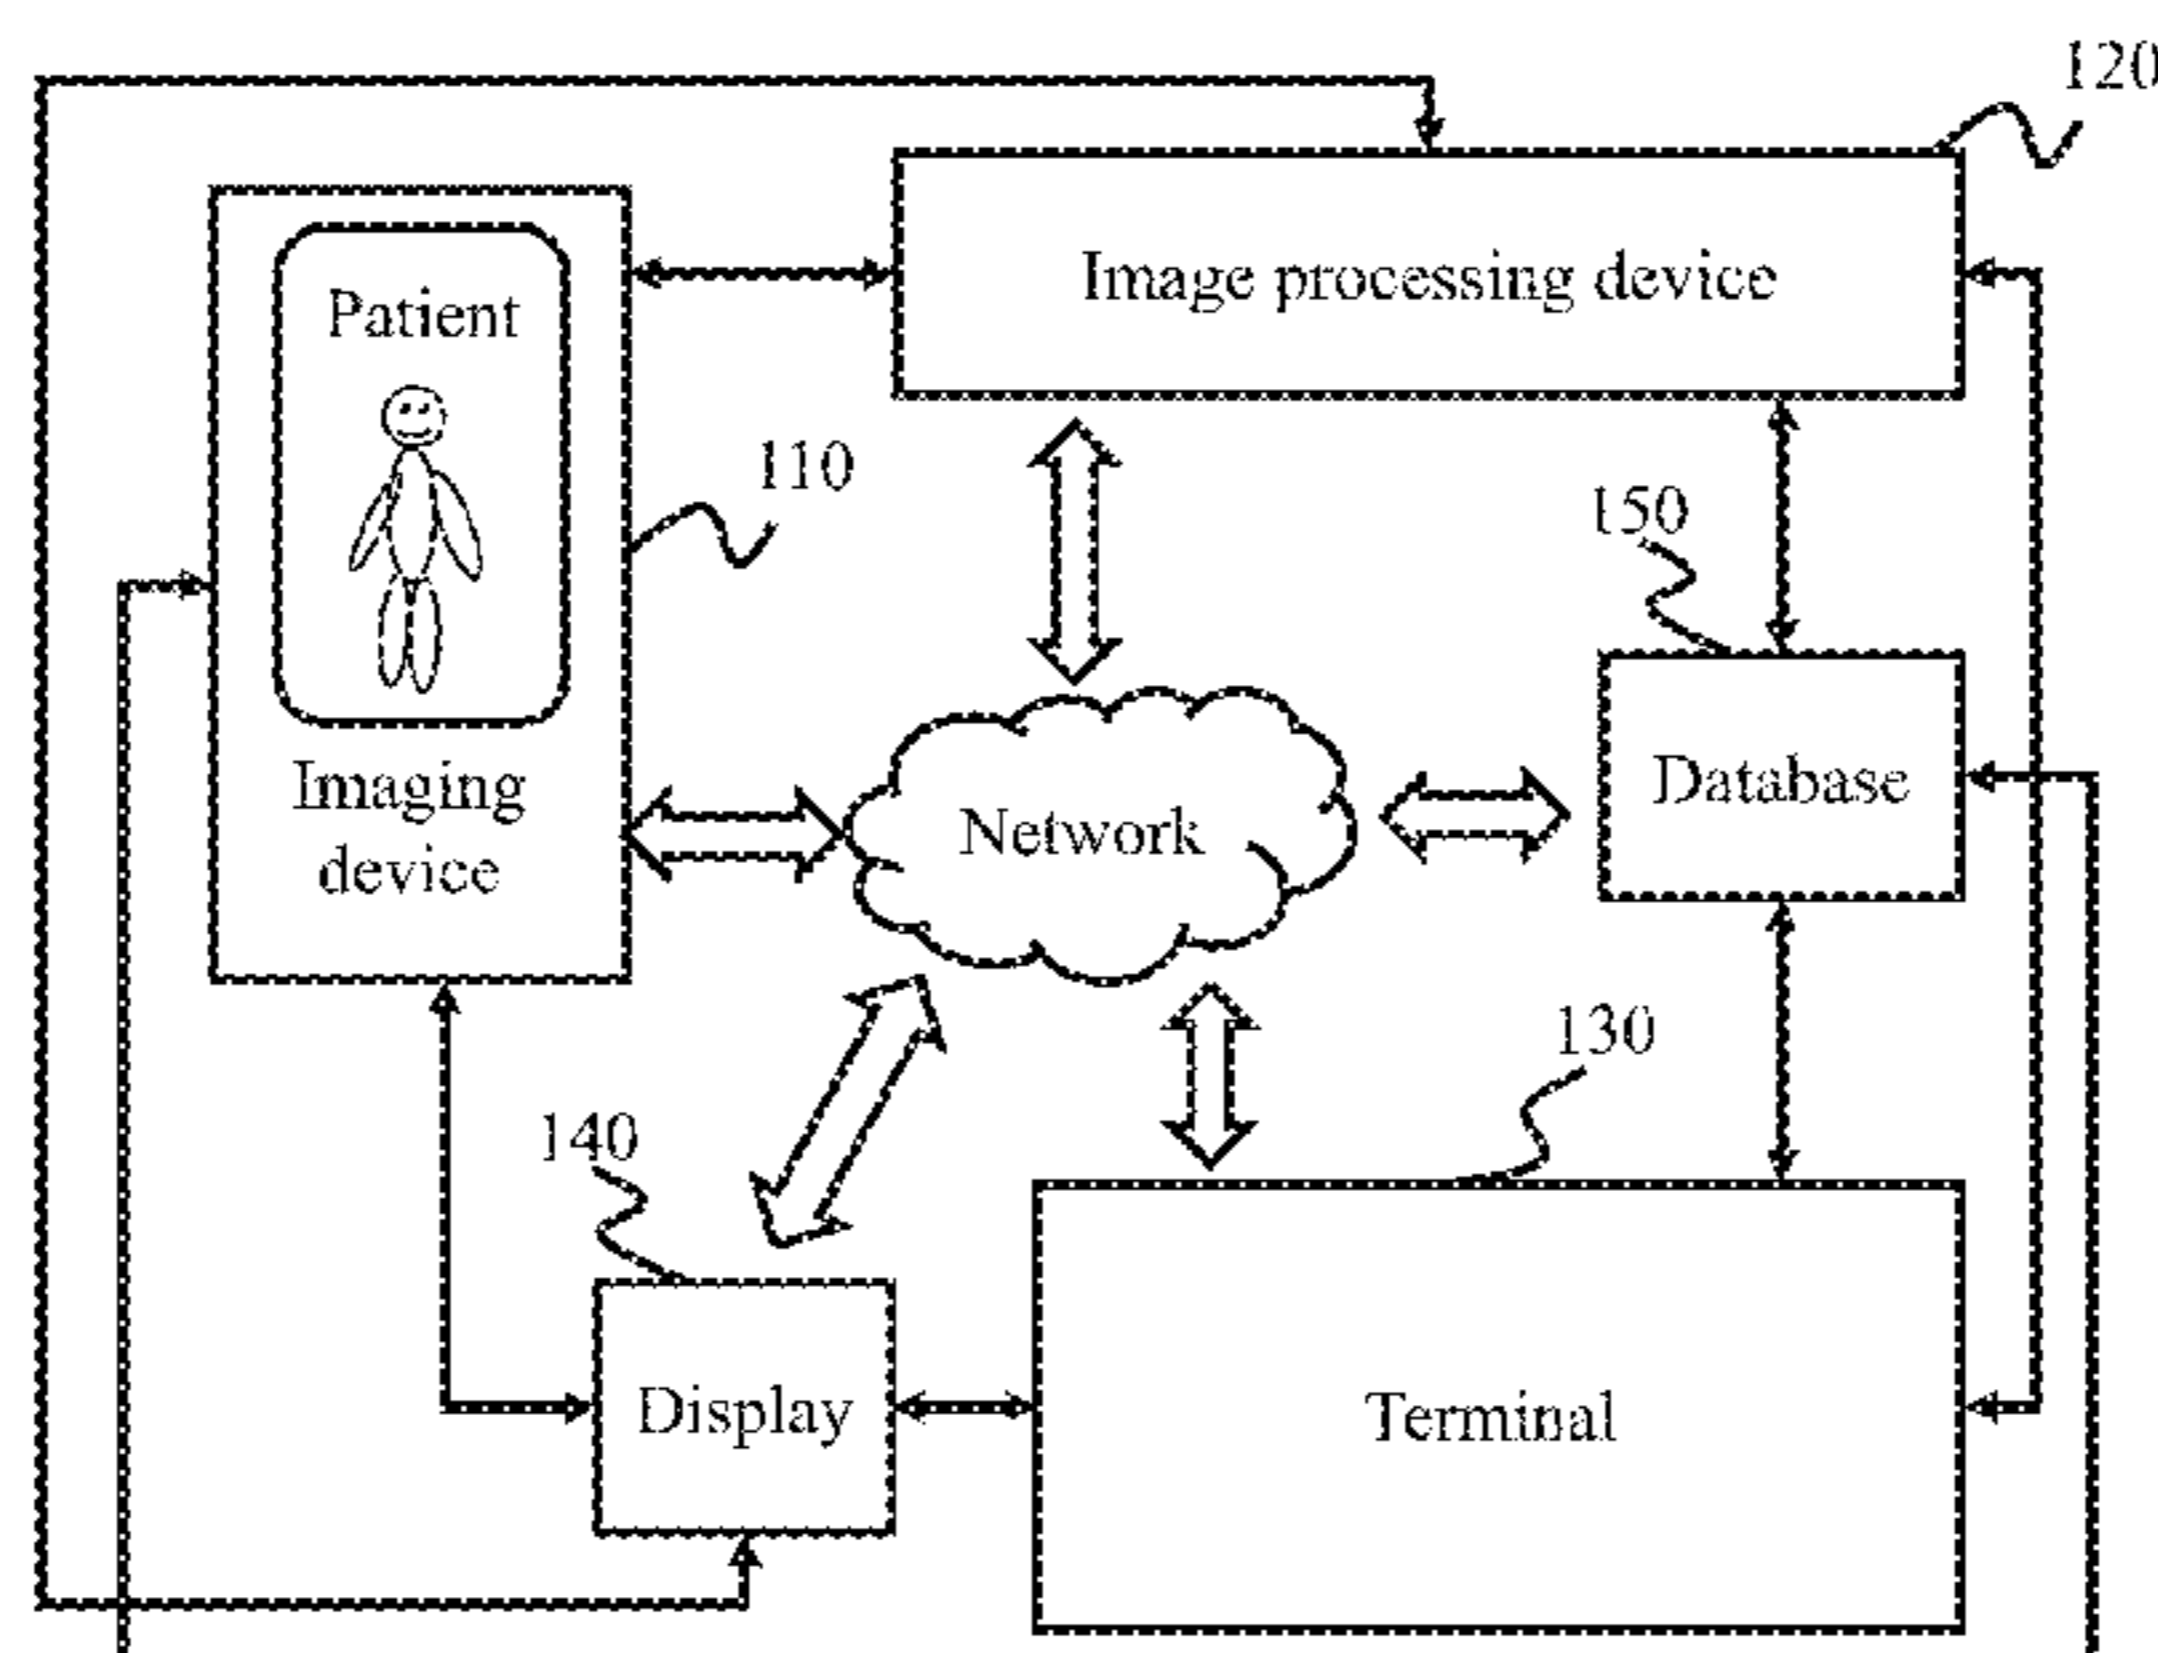 120
Image processing device
Patient
110
150
Imaging
device
Network
Database
130
140
Display
Terminal